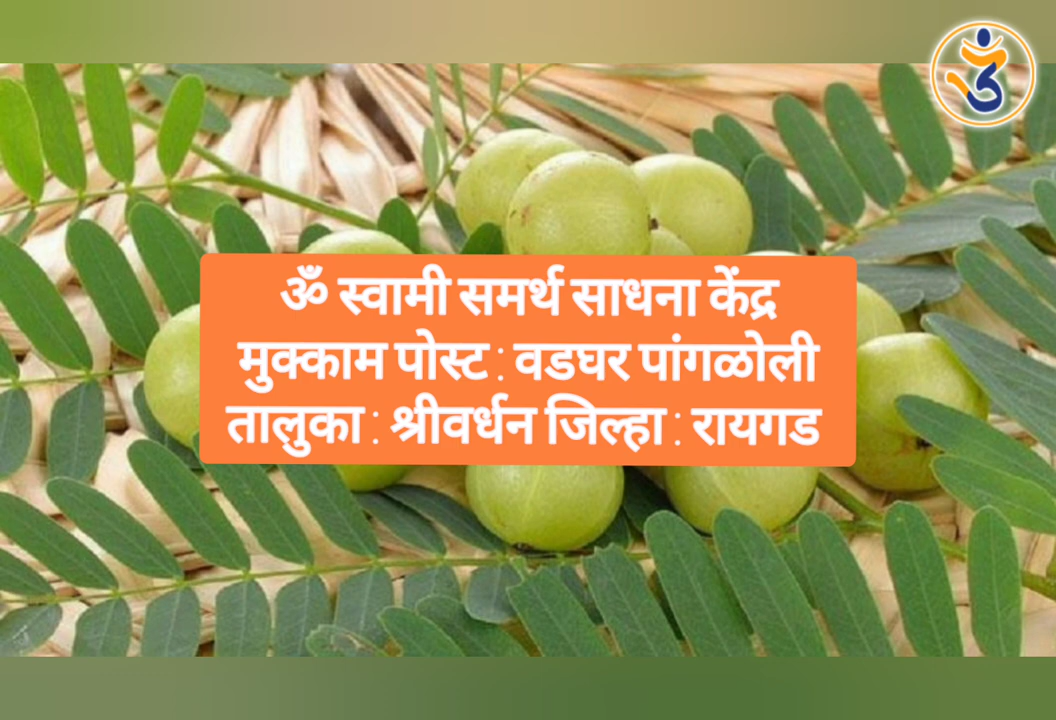 ॐ स्वामी समर्थ साधना केंद्र
मुक्काम पोस्ट : वडघर पांगळोली
तालुका : श्रीवर्धन जिल्हा : रायगड